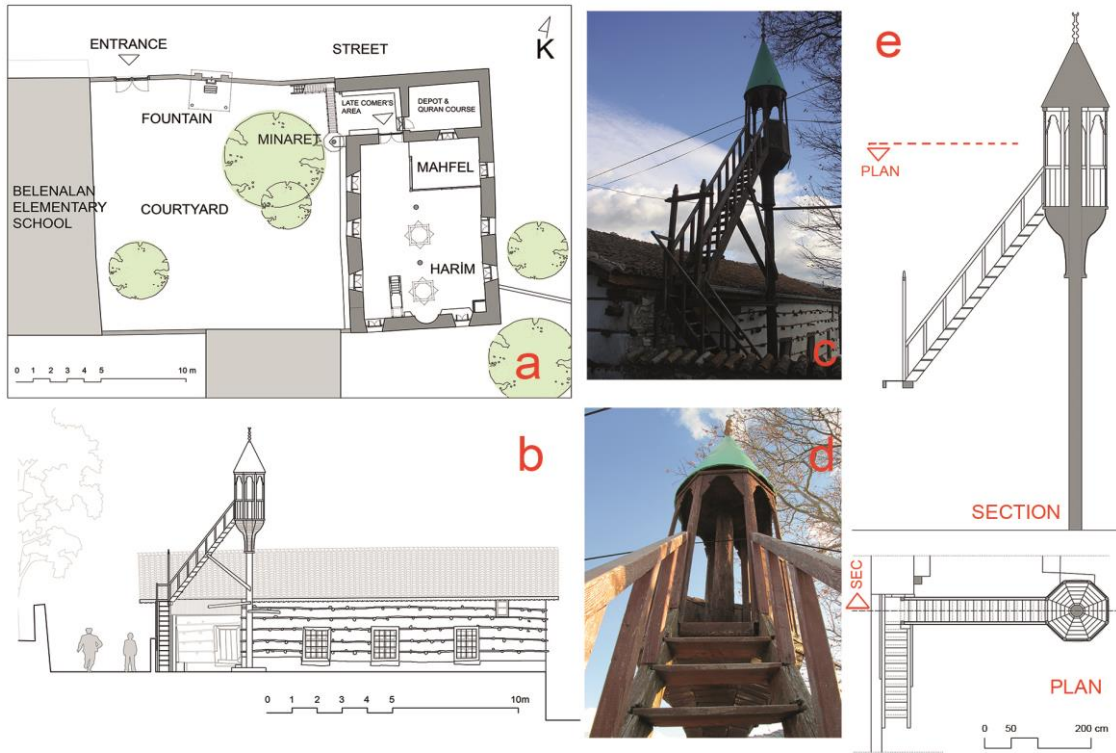 ENTRANCE
STREET
K
LATE COMER'S
AREA
DEPOT &
QURAN COURSE
FOUNTAIN
MINARET
MAHFEL
BELENALAN
ELEMENTARY
SCHOOL
COURTYARD
HARİM
0 1 2 3 4 5 10 m
a
b
0 1 2 3 4 5 10m
c
d
e
PLAN
SECTION
SEC
PLAN
0 50 200 cm